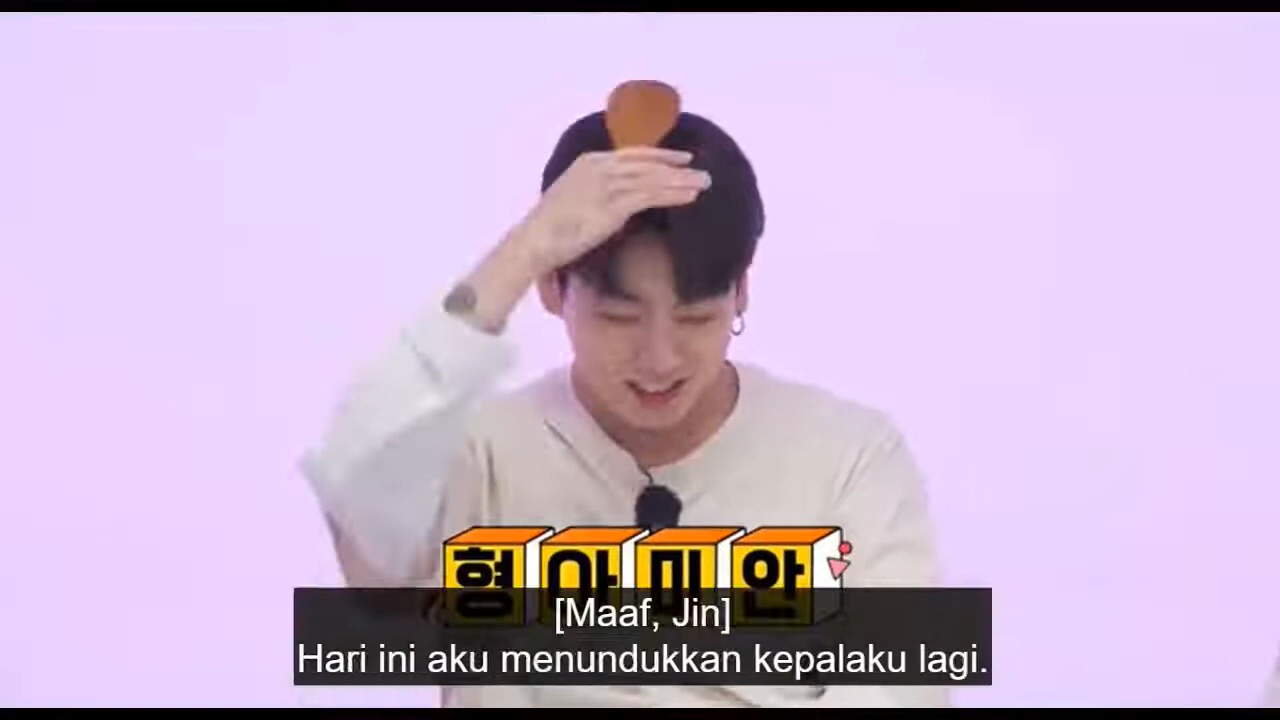 형아미안
[Maaf, Jin]
Hari ini aku menundukkan kepalaku lagi.